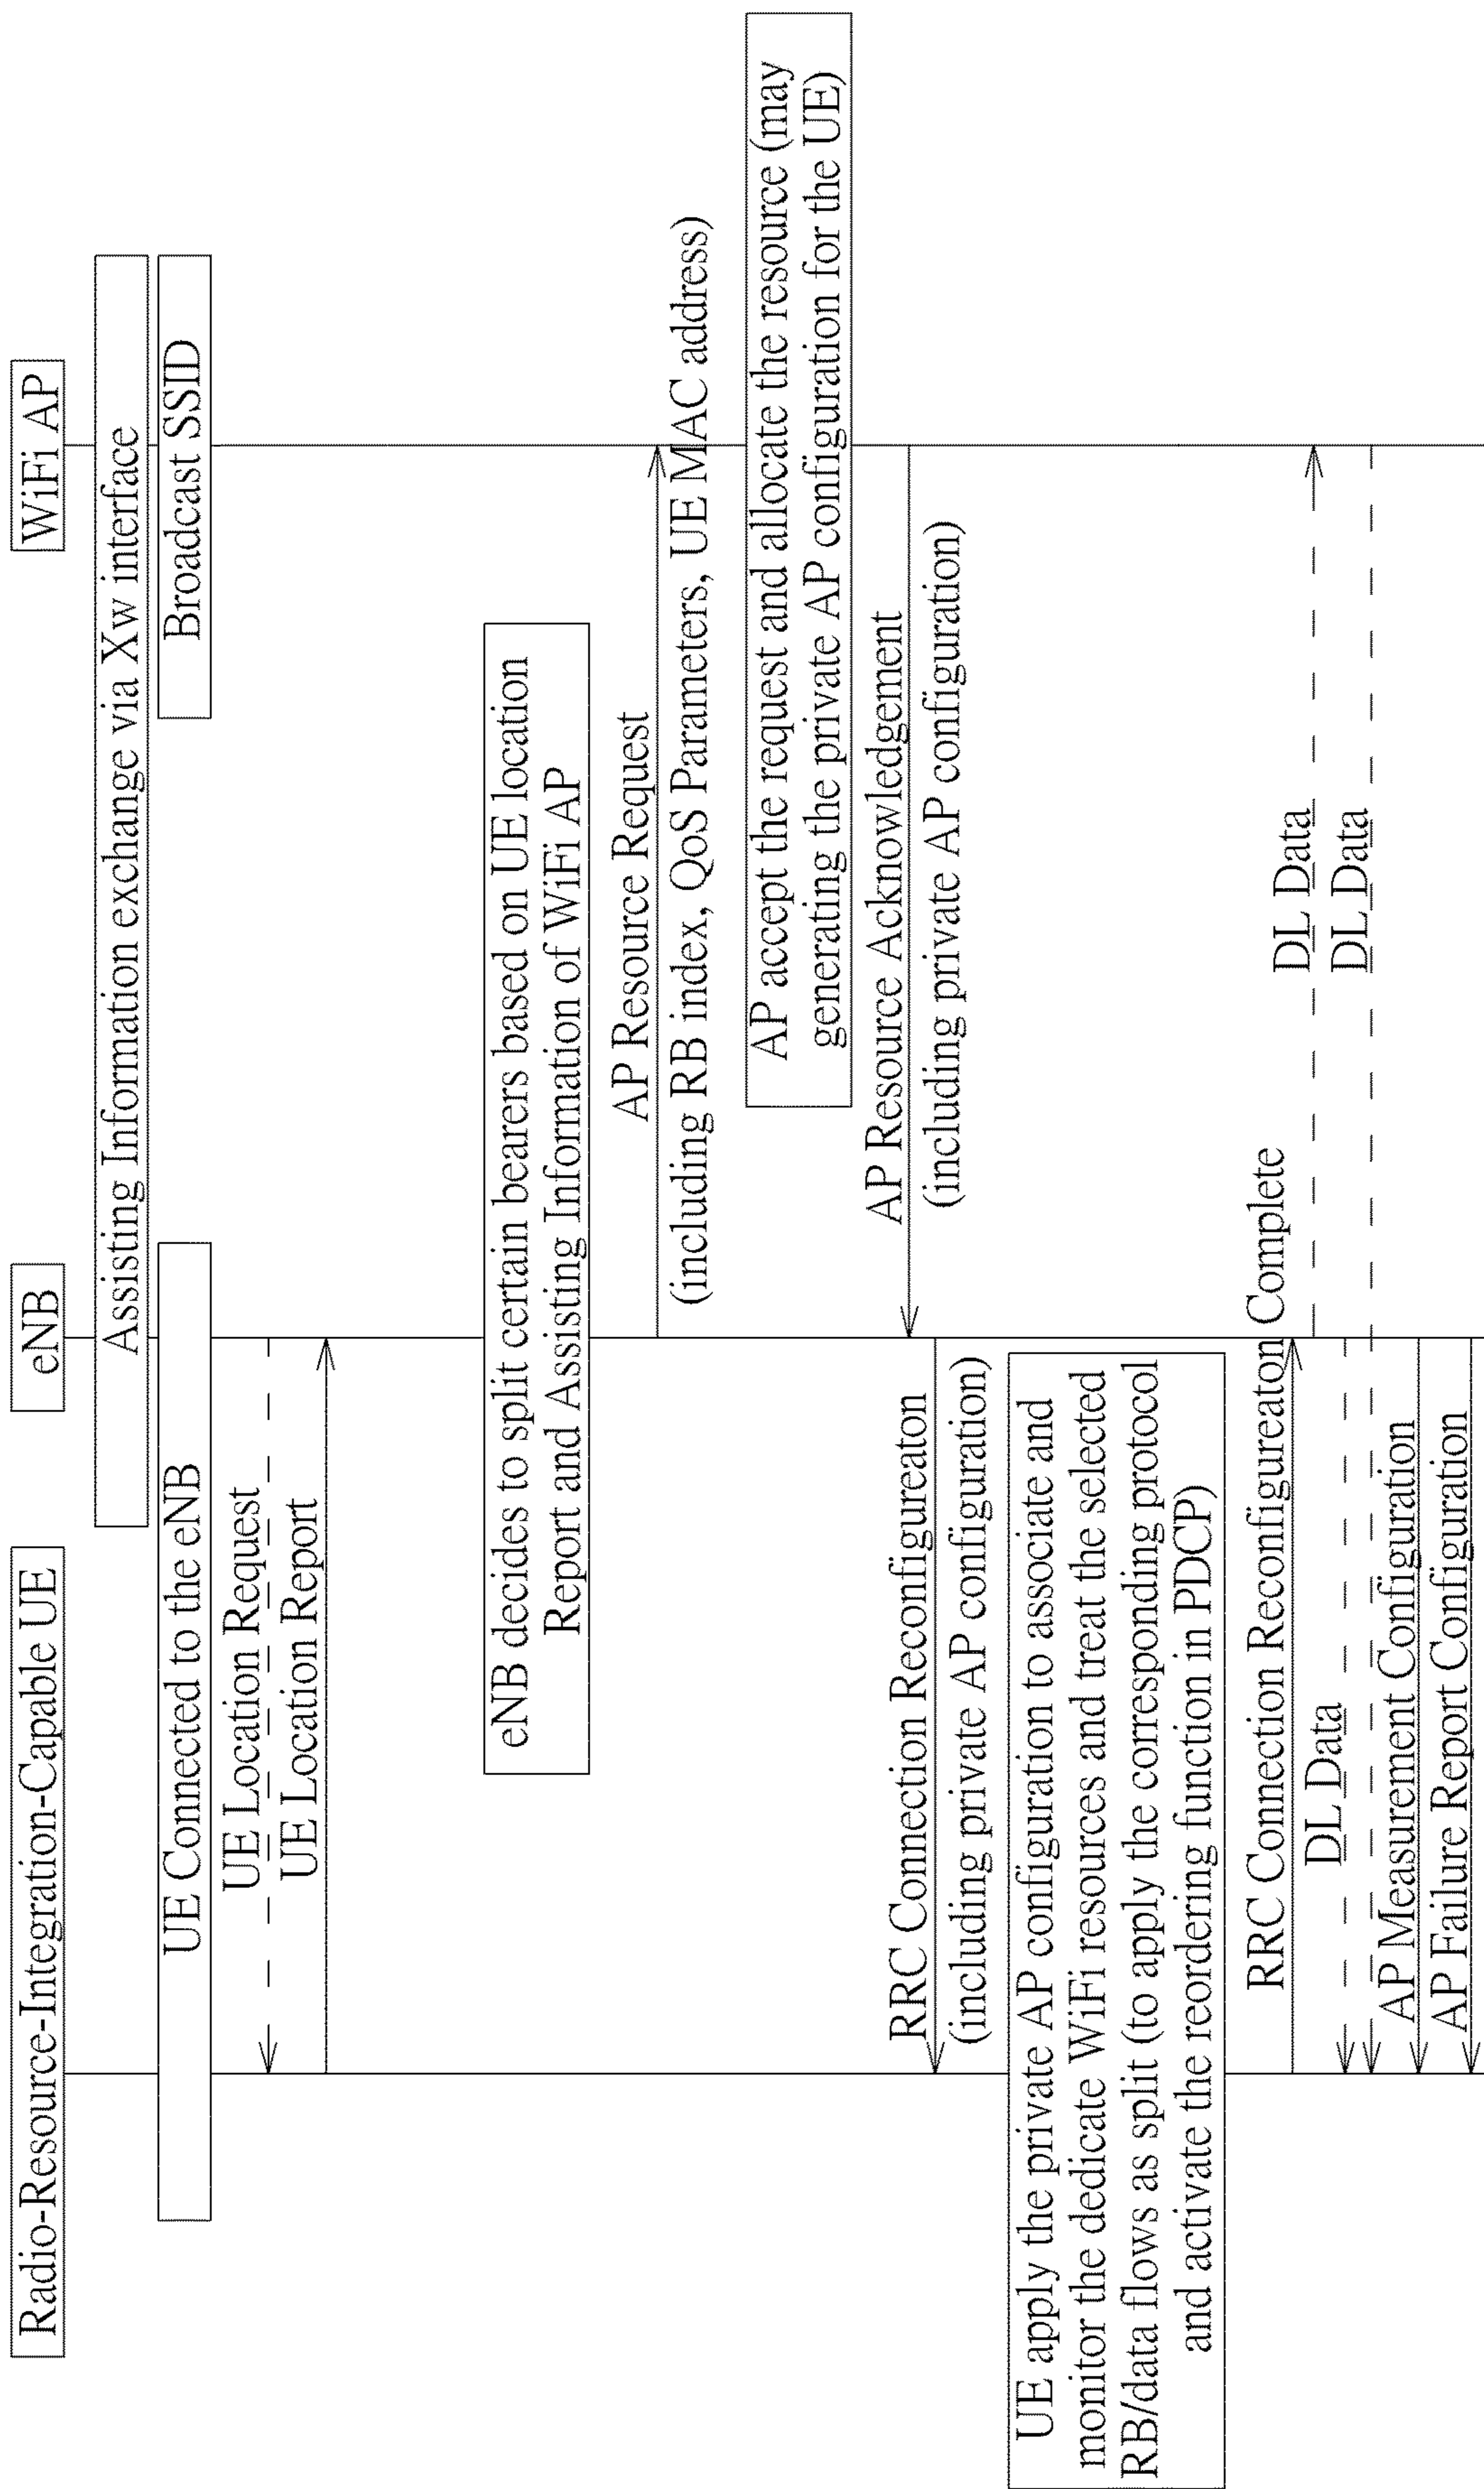 Radio-Resource-Integration-Capable UE
eNB
WiFi AP
Assisting Information exchange via Xw interface
UE Connected to the eNB
Broadcast SSID
UE Location Request
UE Location Report
eNB decides to split certain bearers based on UE location
Report and Assisting Information of WiFi AP
AP Resource Request
(including RB index, QoS Parameters, UE MAC address)
AP accept the request and allocate the resource (may
generating the private AP configuration for the UE)
AP Resource Acknowledgement
(including private AP configuration)
RRC Connection Reconfigureaton
(including private AP configuration)
UE apply the private AP configuration to associate and
monitor the dedicate WiFi resources and treat the selected
RB/data flows as split (to apply the corresponding protocol
and activate the reordering function in PDCP)
RRC Connection Reconfigureaton Complete
DL Data
DL Data
DL Data
AP Measurement Configuration
AP Failure Report Configuration